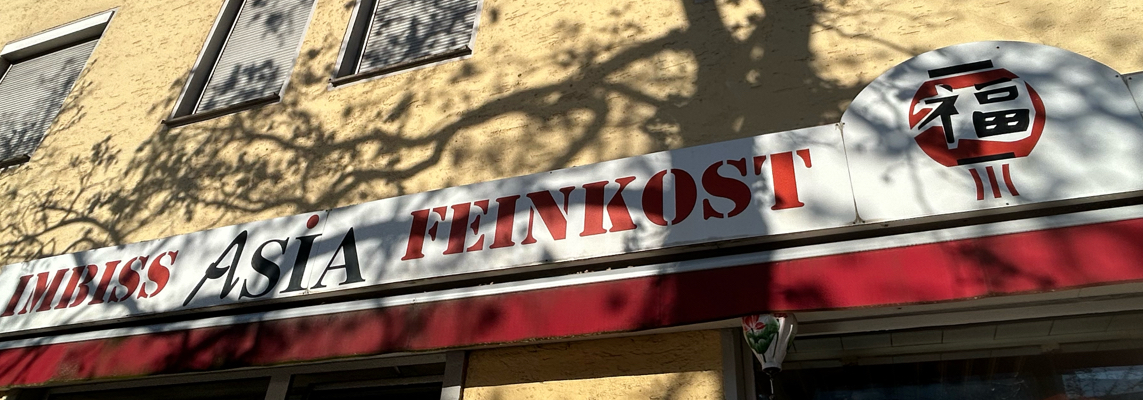 IMBISS ASiA FEINKOST
福